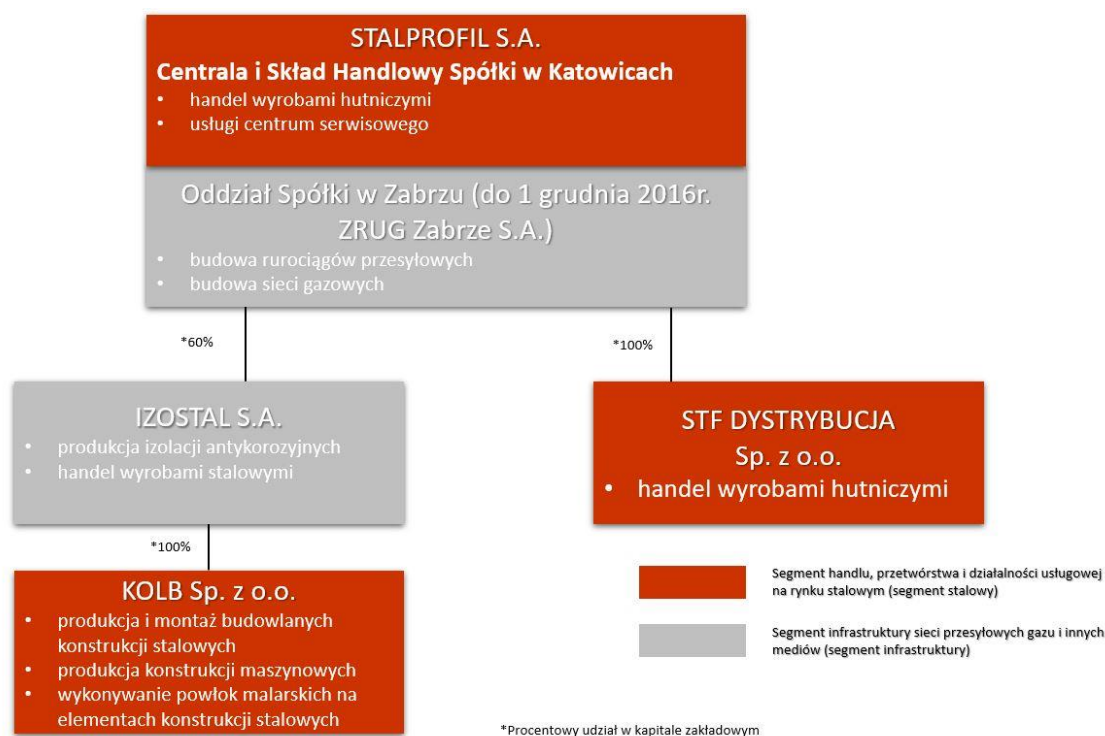 STALPROFIL S.A.
Centrala i Skład Handlowy Spółki w Katowicach
• handel wyrobami hutniczymi
• usługi centrum serwisowego
Oddział Spółki w Zabrzu (do 1 grudnia 2016r.
ZRUG Zabrze S.A.)
• budowa rurociągów przesyłowych
• budowa sieci gazowych
*60%
*100%
IZOSTAL S.A.
• produkcja izolacji antykorozyjnych
• handel wyrobami stalowymi
STF DYSTRYBUCJA
Sp. z o.o.
• handel wyrobami hutniczymi
*100%
KOLB Sp. z o.o.
• produkcja i montaż budowlanych
konstrukcji stalowych
• produkcja konstrukcji maszynowych
• wykonywanie powłok malarskich na
elementach konstrukcji stalowych
Segment handlu, przetwórstwa i działalności usługowej
na rynku stalowym (segment stalowy)
Segment infrastruktury sieci przesyłowych gazu i innych
mediów (segment infrastruktury)
*Procentowy udział w kapitale zakładowym